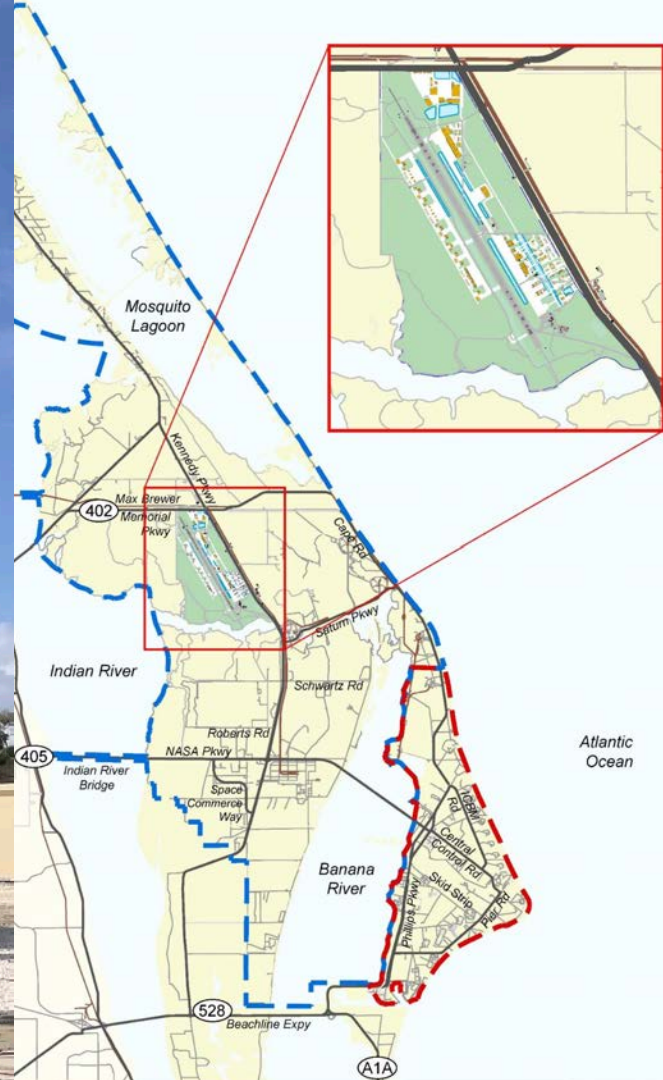 Mosquito
Lagoon
Kennedy Pkwy
Max Brewer
402
Memorial
Pkwy
Cape Rd
Saturn Pkwy
Indian River
Schwartz Rd
Roberts Rd
405
NASA Pkwy
Indian River
Bridge
Space
Commerce
Way
Atlantic
Ocean
ICBM
Rd
Central
Control Rd
Banana
River
Skid Strip
Phillips Pkwy
Pier Rd
528
Beachline Expy
A1A